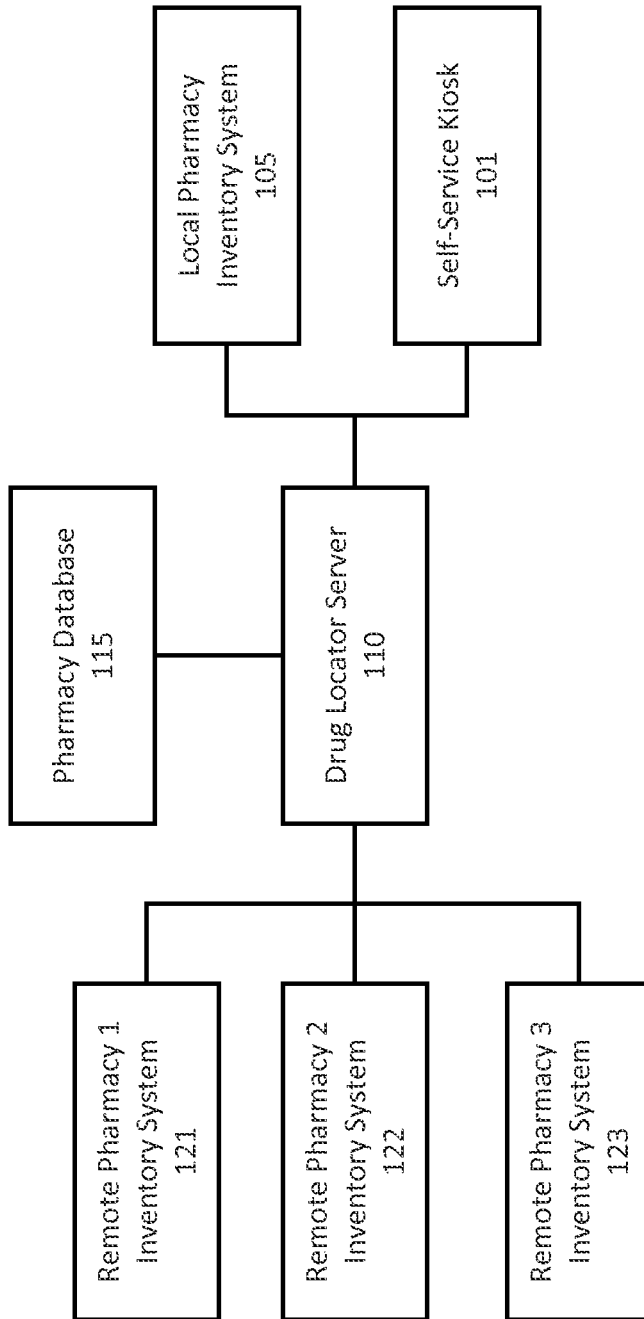 Pharmacy Database
115
Remote Pharmacy 1
Inventory System
121
Local Pharmacy
Inventory System
105
Remote Pharmacy 2
Inventory System
122
Drug Locator Server
110
Self-Service Kiosk
101
Remote Pharmacy 3
Inventory System
123